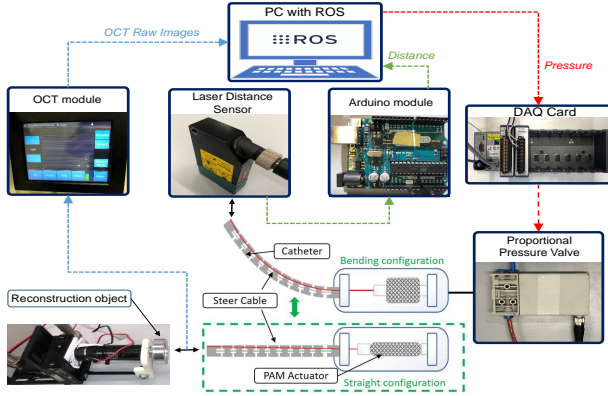 PC with ROS
OCT Raw Images
ROS
Distance
Pressure
OCT module
Laser Distance
Sensor
Arduino module
DAQ Card
Catheter
Bending configuration
Proportional
Pressure Valve
Steer Cable
Reconstruction object
PAM Actuator
Straight configuration